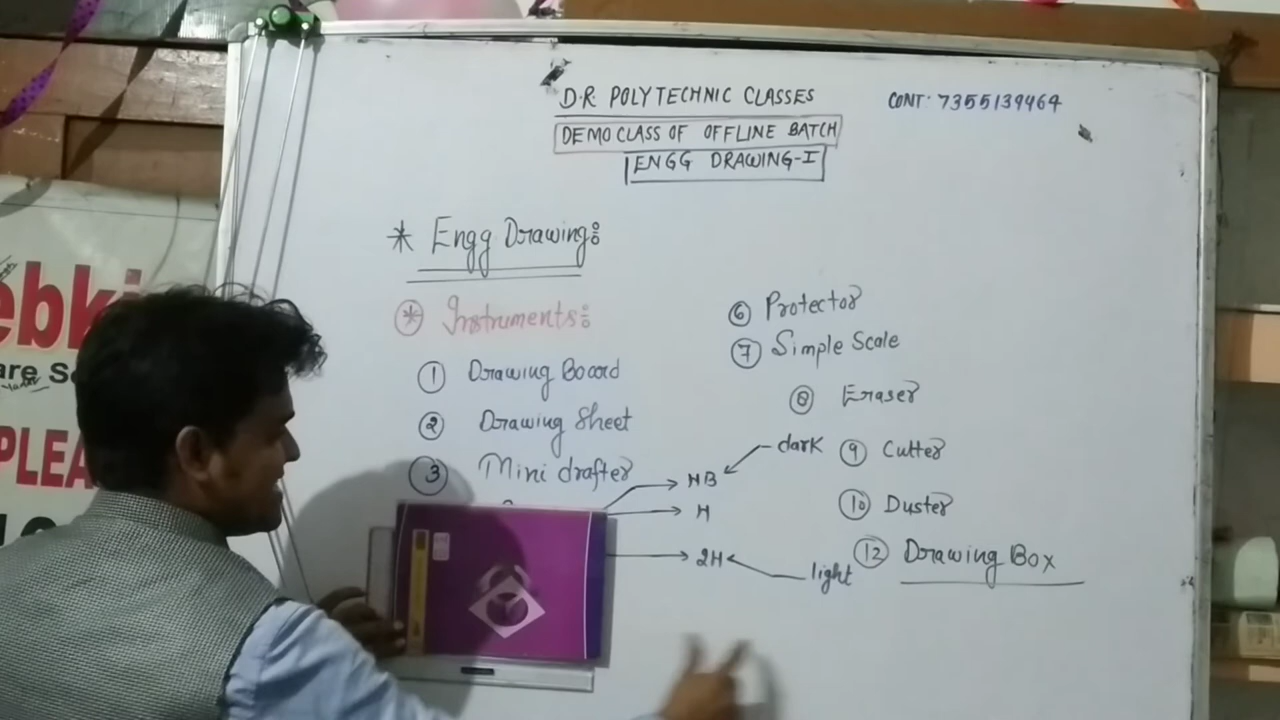 D.R POLYTECHNIC CLASSES
CONT: 7355139464
DEMO CLASS OF OFFLINE BATCH
ENGG DRAWING-I
* Engg Drawing:
* Instruments:
1 Drawing Board
2 Drawing Sheet
3 Mini drafter
HB
dark
H
2H
light
6 Protector
7 Simple Scale
8 Eraser
9 Cutter
10 Duster
12 Drawing Box
ebki
PLEA